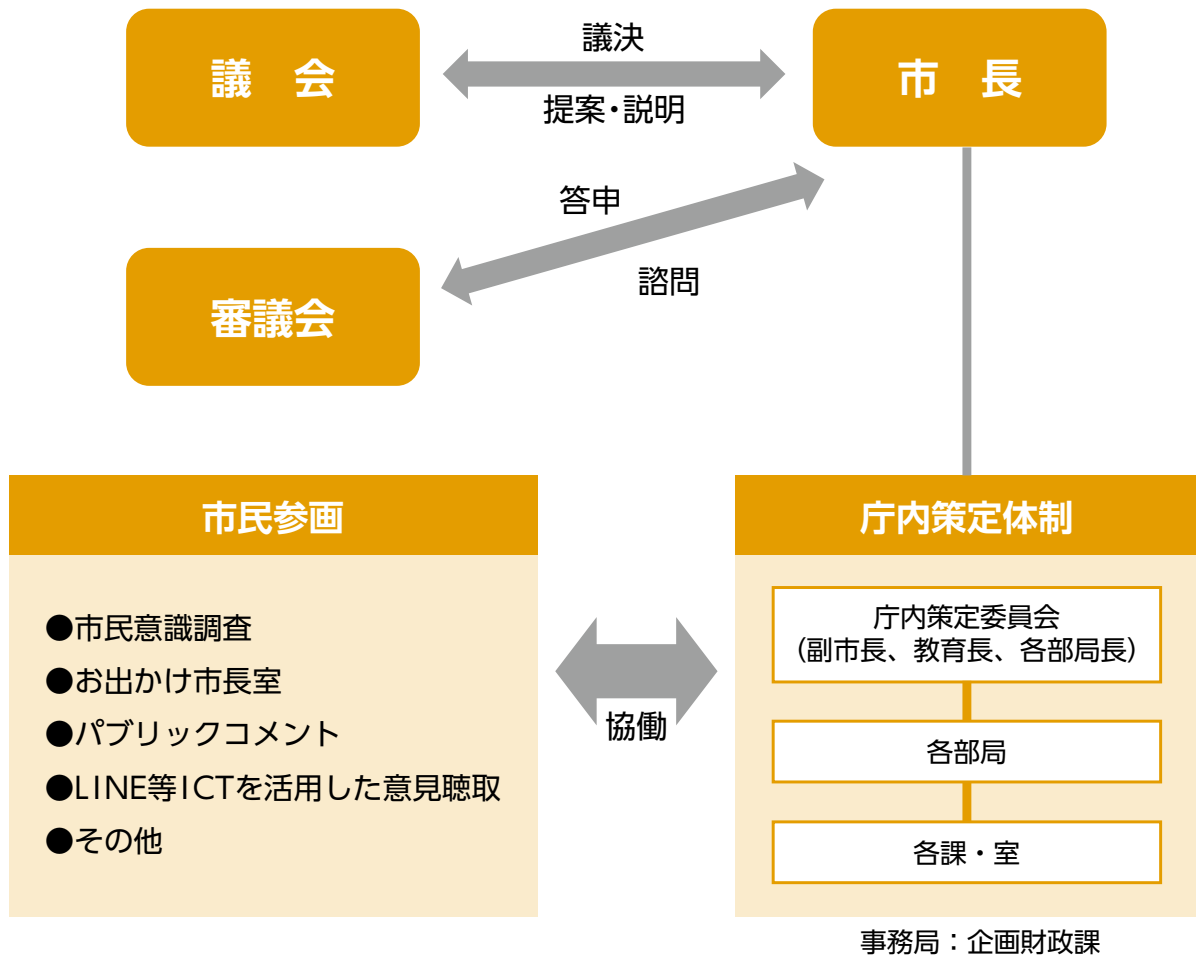 議　会
議決
提案・説明
市　長
答申
諮問
審議会
市民参画
●市民意識調査
●お出かけ市長室
●パブリックコメント
●LINE等ICTを活用した意見聴取
●その他
協働
庁内策定体制
庁内策定委員会
（副市長、教育長、各部局長）
各部局
各課・室
事務局：企画財政課